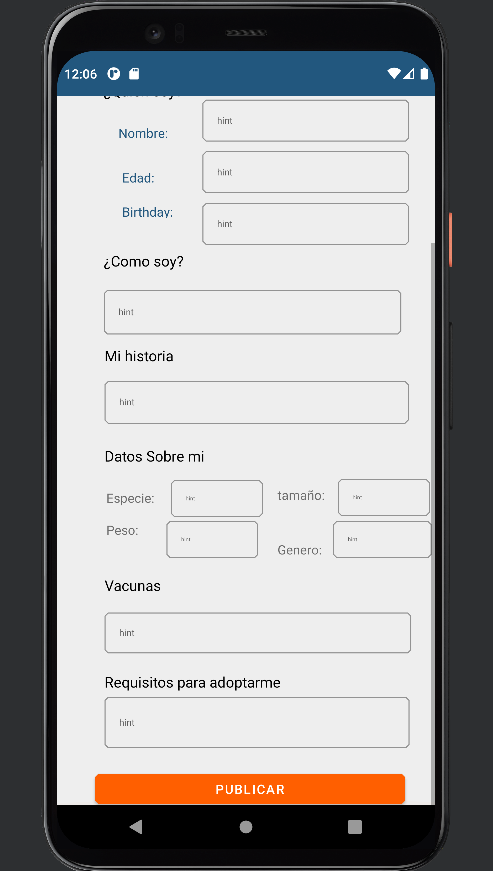 12:06
Nombre:
hint
Edad:
hint
Birthday:
hint
¿Como soy?
hint
Mi historia
hint
Datos Sobre mi
Especie:
hint
tamaño:
hint
Peso:
hint
Genero:
hint
Vacunas
hint
Requisitos para adoptarme
hint
PUBLICAR